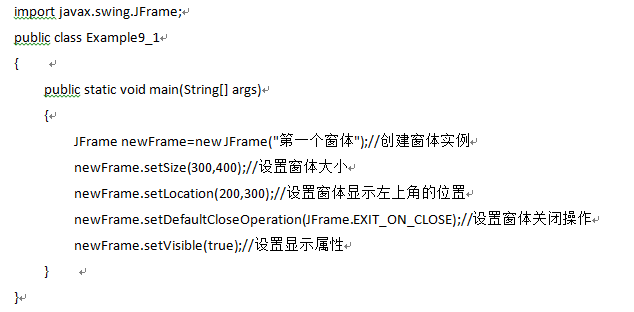 import javax.swing.JFrame;
public class Example9_1
{
public static void main(String[] args)
{
JFrame newFrame=new JFrame("第一个窗体");//创建窗体实例
newFrame.setSize(300,400);//设置窗体大小
newFrame.setLocation(200,300);//设置窗体显示左上角的位置
newFrame.setDefaultCloseOperation(JFrame.EXIT_ON_CLOSE);//设置窗体关闭操作
newFrame.setVisible(true);//设置显示属性
}
}